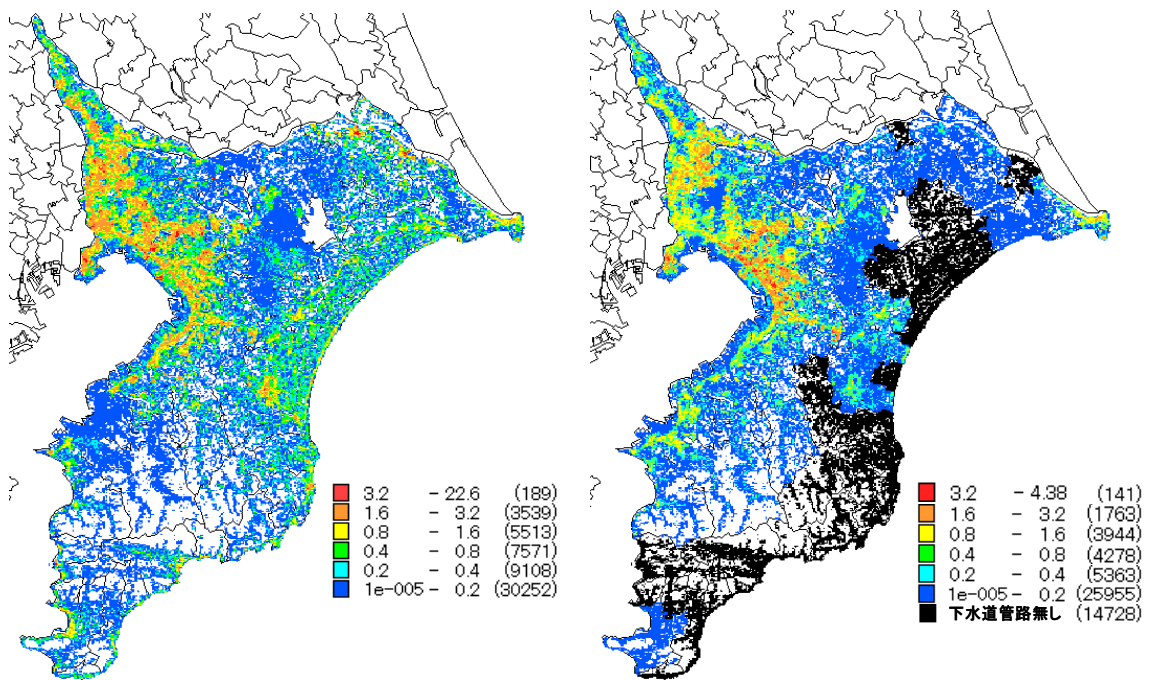 3.2 - 22.6 (189)
1.6 - 3.2 (3539)
0.8 - 1.6 (5513)
0.4 - 0.8 (7571)
0.2 - 0.4 (9108)
1e-005 - 0.2 (30252)
3.2 - 4.38 (141)
1.6 - 3.2 (1763)
0.8 - 1.6 (3944)
0.4 - 0.8 (4278)
0.2 - 0.4 (5363)
1e-005 - 0.2 (25955)
下水道管路無し (14728)